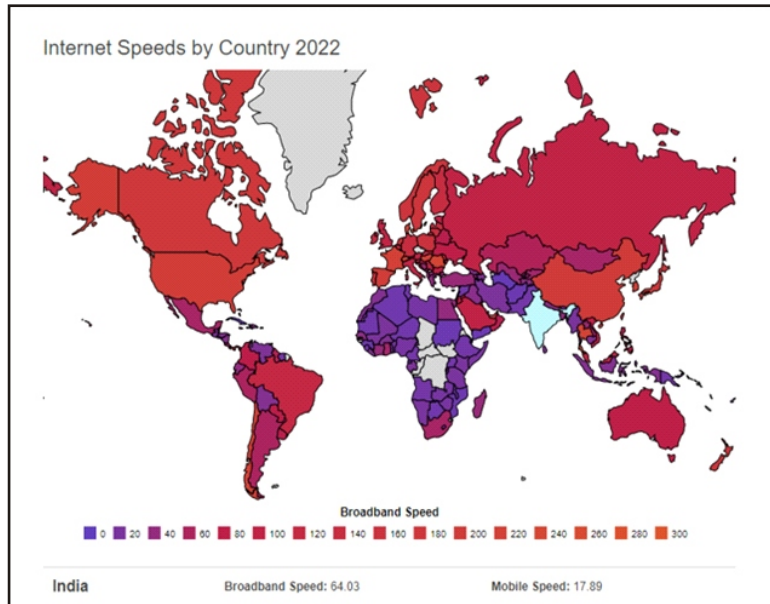 Internet Speeds by Country 2022
Broadband Speed
0 20 40 60 80 100 120 140 160 180 200 220 240 260 280 300
India Broadband Speed: 64.03 Mobile Speed: 17.89